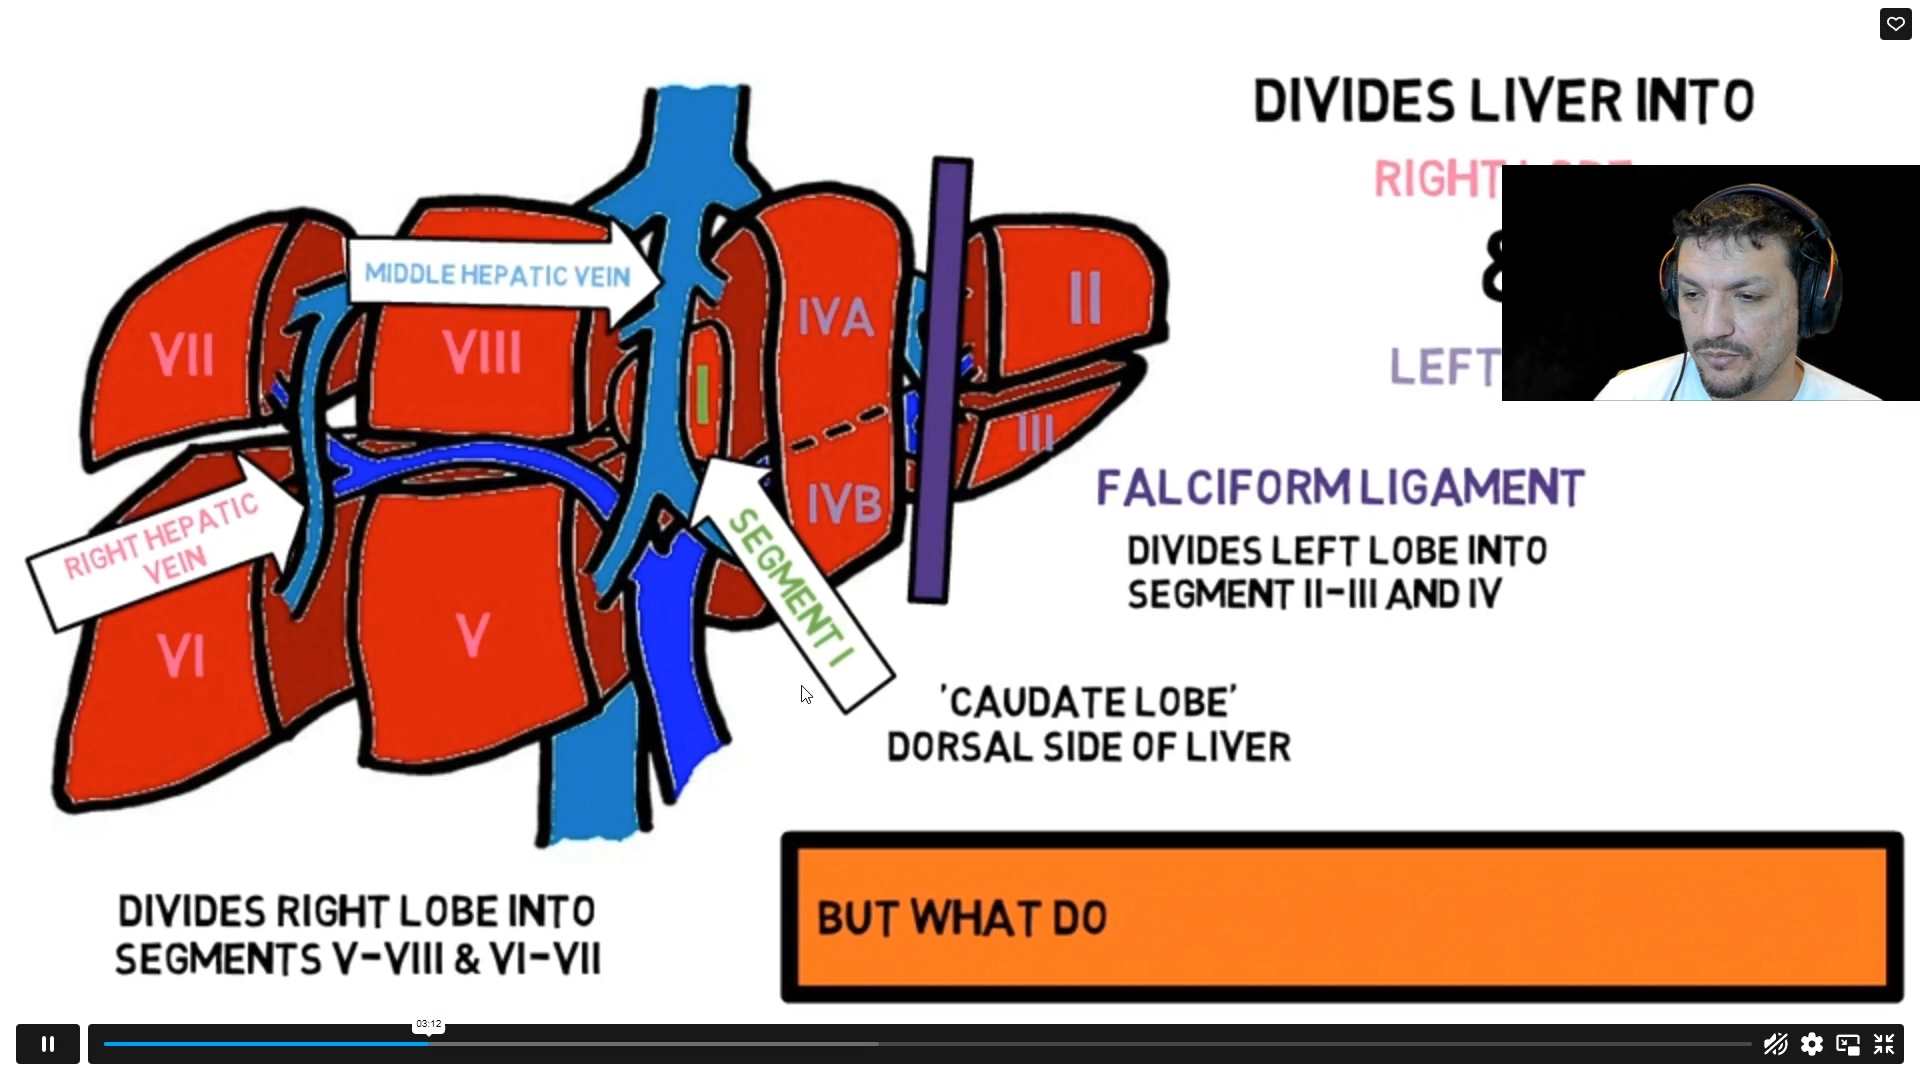 DIVIDES LIVER INTO
RIGHT
&
LEFT
MIDDLE HEPATIC VEIN
VII
VIII
I
IVA
II
III
IVB
RIGHT HEPATIC
VEIN
SEGMENT I
VI
V
FALCIFORM LIGAMENT
DIVIDES LEFT LOBE INTO
SEGMENT II-III AND IV
'CAUDATE LOBE'
DORSAL SIDE OF LIVER
DIVIDES RIGHT LOBE INTO
SEGMENTS V-VIII & VI-VII
BUT WHAT DO
03:12